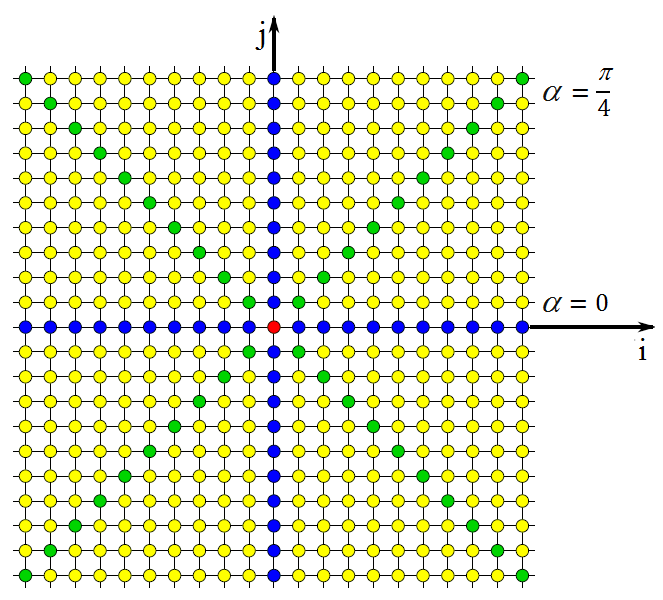 j
α = π/4
α = 0
i